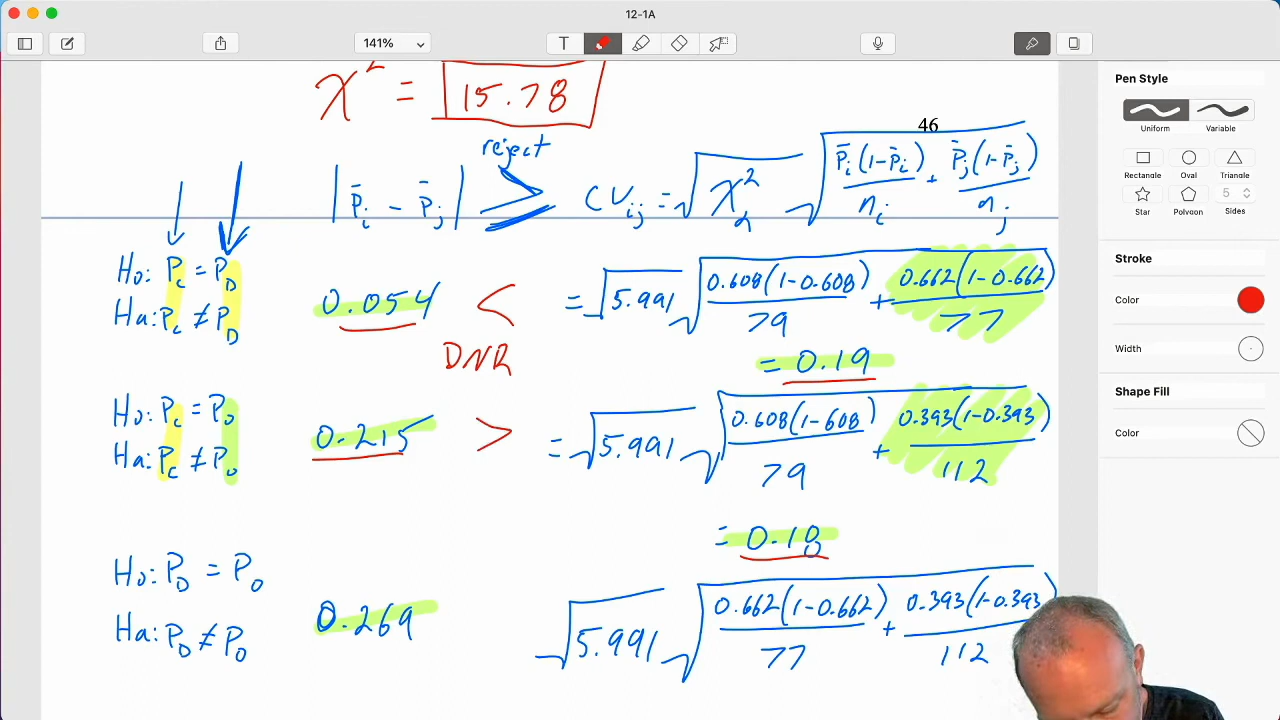 12-1A
141%
T
Pen Style
Uniform
Variable
Rectangle
Oval
Triangle
Star
Polygon
5
Sides
Stroke
Color
Width
Shape Fill
Color
χ² = 15.78
46
reject
|p̄ᵢ - p̄ⱼ| > CVᵢⱼ = √χ²ₐ √p̄ᵢ(1-p̄ᵢ)/nᵢ + p̄ⱼ(1-p̄ⱼ)/nⱼ
Ho: Pc = PD
Ha: Pc ≠ PD
0.054 < = √5.991 √0.608(1-0.608)/79 + 0.662(1-0.662)/77
DNR
= 0.19
Ho: Pc = Po
Ha: Pc ≠ Po
0.215 > = √5.991 √0.608(1-608)/79 + 0.393(1-0.393)/112
= 0.18
Ho: PD = Po
Ha: PD ≠ Po
0.269 √5.991 √0.662(1-0.662)/77 + 0.393(1-0.393)/112